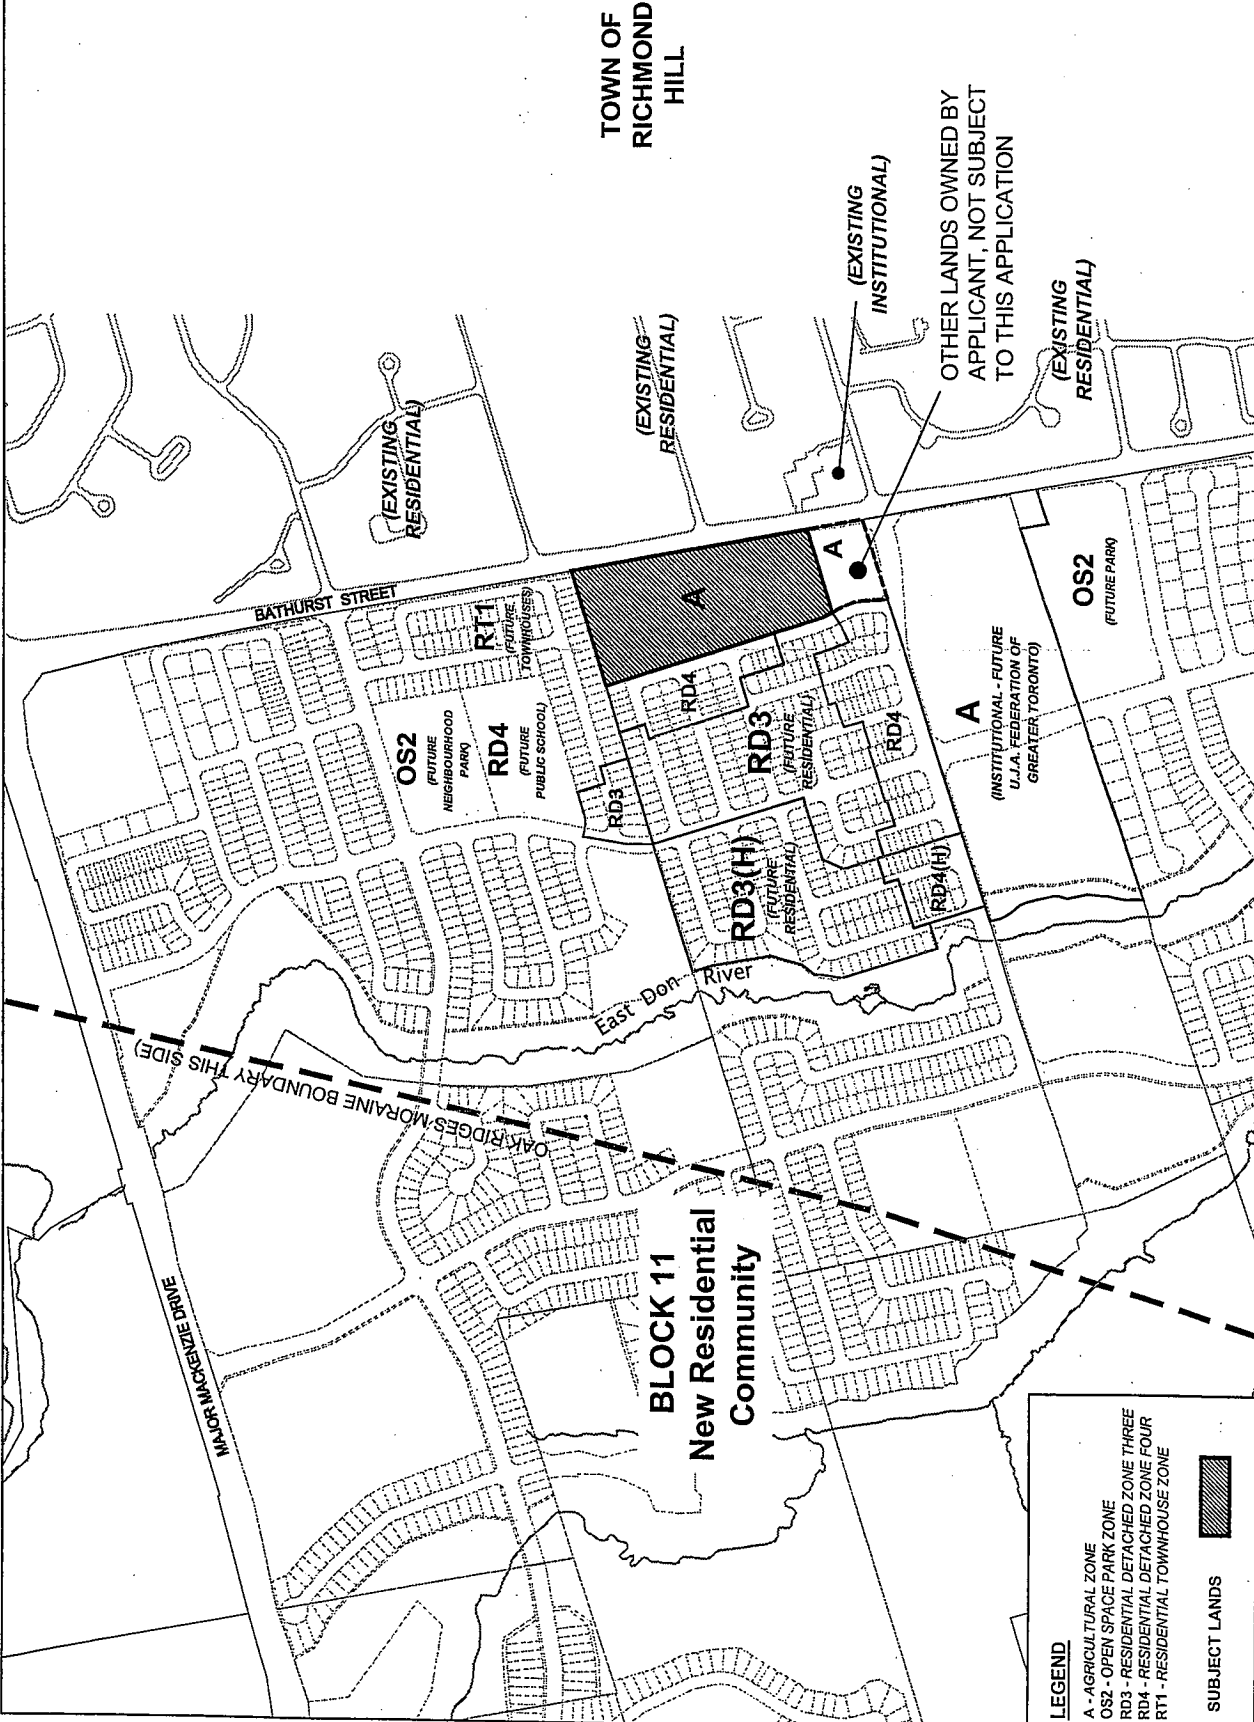 TOWN OF
RICHMOND
HILL
MAJOR MACKENZIE DRIVE
BATHURST STREET
(EXISTING
RESIDENTIAL)
(EXISTING
RESIDENTIAL)
(EXISTING
INSTITUTIONAL)
OTHER LANDS OWNED BY
APPLICANT, NOT SUBJECT
TO THIS APPLICATION
(EXISTING
RESIDENTIAL)
RT1
(FUTURE
TOWNHOUSES)
OS2
(FUTURE
NEIGHBOURHOOD
PARK)
RD4
(FUTURE
PUBLIC SCHOOL)
RD3
A
A
RD4
RD3
(FUTURE
RESIDENTIAL)
RD4
RD3(H)
(FUTURE
RESIDENTIAL)
RD4(H)
A
(INSTITUTIONAL - FUTURE
U.J.A. FEDERATION OF
GREATER TORONTO)
OS2
(FUTURE PARK)
East Don River
OAK RIDGES MORAINE BOUNDARY THIS SIDE)
BLOCK 11
New Residential
Community
LEGEND
A - AGRICULTURAL ZONE
OS2 - OPEN SPACE PARK ZONE
RD3 - RESIDENTIAL DETACHED ZONE THREE
RD4 - RESIDENTIAL DETACHED ZONE FOUR
RT1 - RESIDENTIAL TOWNHOUSE ZONE
SUBJECT LANDS